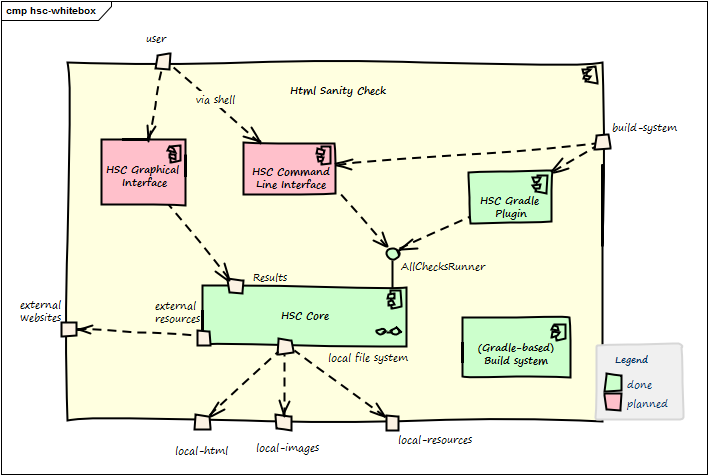 cmp hsc-whitebox
user
Html Sanity Check
via shell
build-system
HSC Graphical
Interface
HSC Command
Line Interface
HSC Gradle
Plugin
AllChecksRunner
Results
external
Websites
external
resources
HSC Core
(Gradle-based)
Build system
local file system
Legend
done
planned
local-html
local-images
local-resources